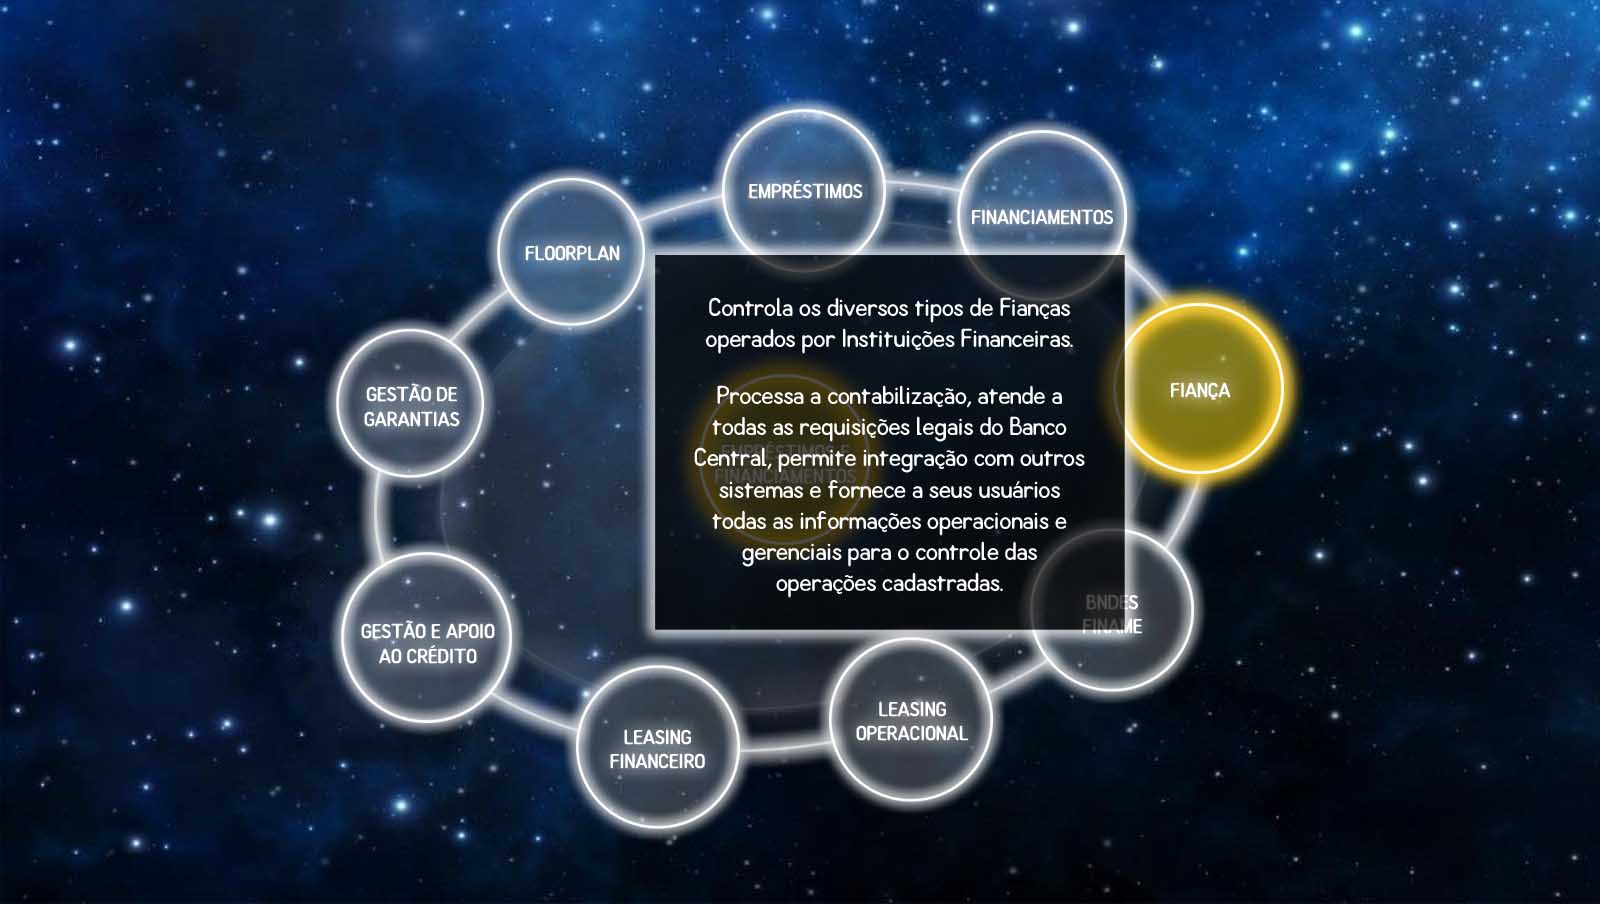 EMPRÉSTIMOS
FINANCIAMENTOS
FLOORPLAN
Controla os diversos tipos de Fianças
operados por Instituições Financeiras.
Processa a contabilização, atende a
todas as requisições legais do Banco
Central, permite integração com outros
sistemas e fornece a seus usuários
todas as informações operacionais e
gerenciais para o controle das
operações cadastradas.
FIANÇA
GESTÃO DE
GARANTIAS
EMPRÉSTIMOS E
FINANCIAMENTOS
BNDES
FINAME
GESTÃO E APOIO
AO CRÉDITO
LEASING
OPERACIONAL
LEASING
FINANCEIRO